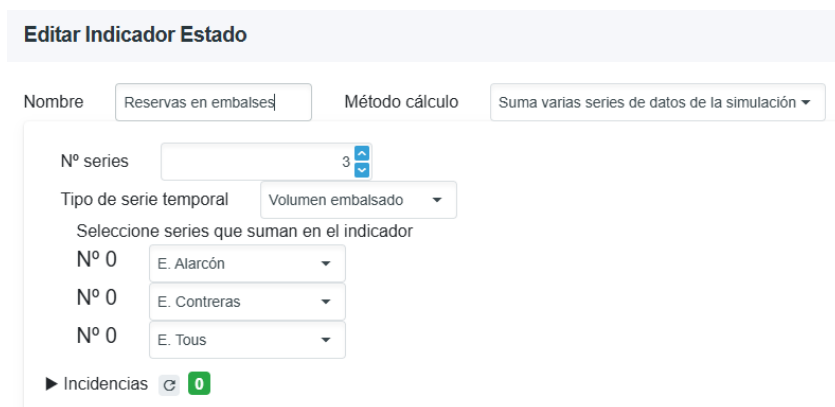 Editar Indicador Estado
Nombre Reservas en embalses Método cálculo Suma varias series de datos de la simulación
Nº series 3
Tipo de serie temporal Volumen embalsado
Seleccione series que suman en el indicador
Nº 0 E. Alarcón
Nº 0 E. Contreras
Nº 0 E. Tous
Incidencias 0